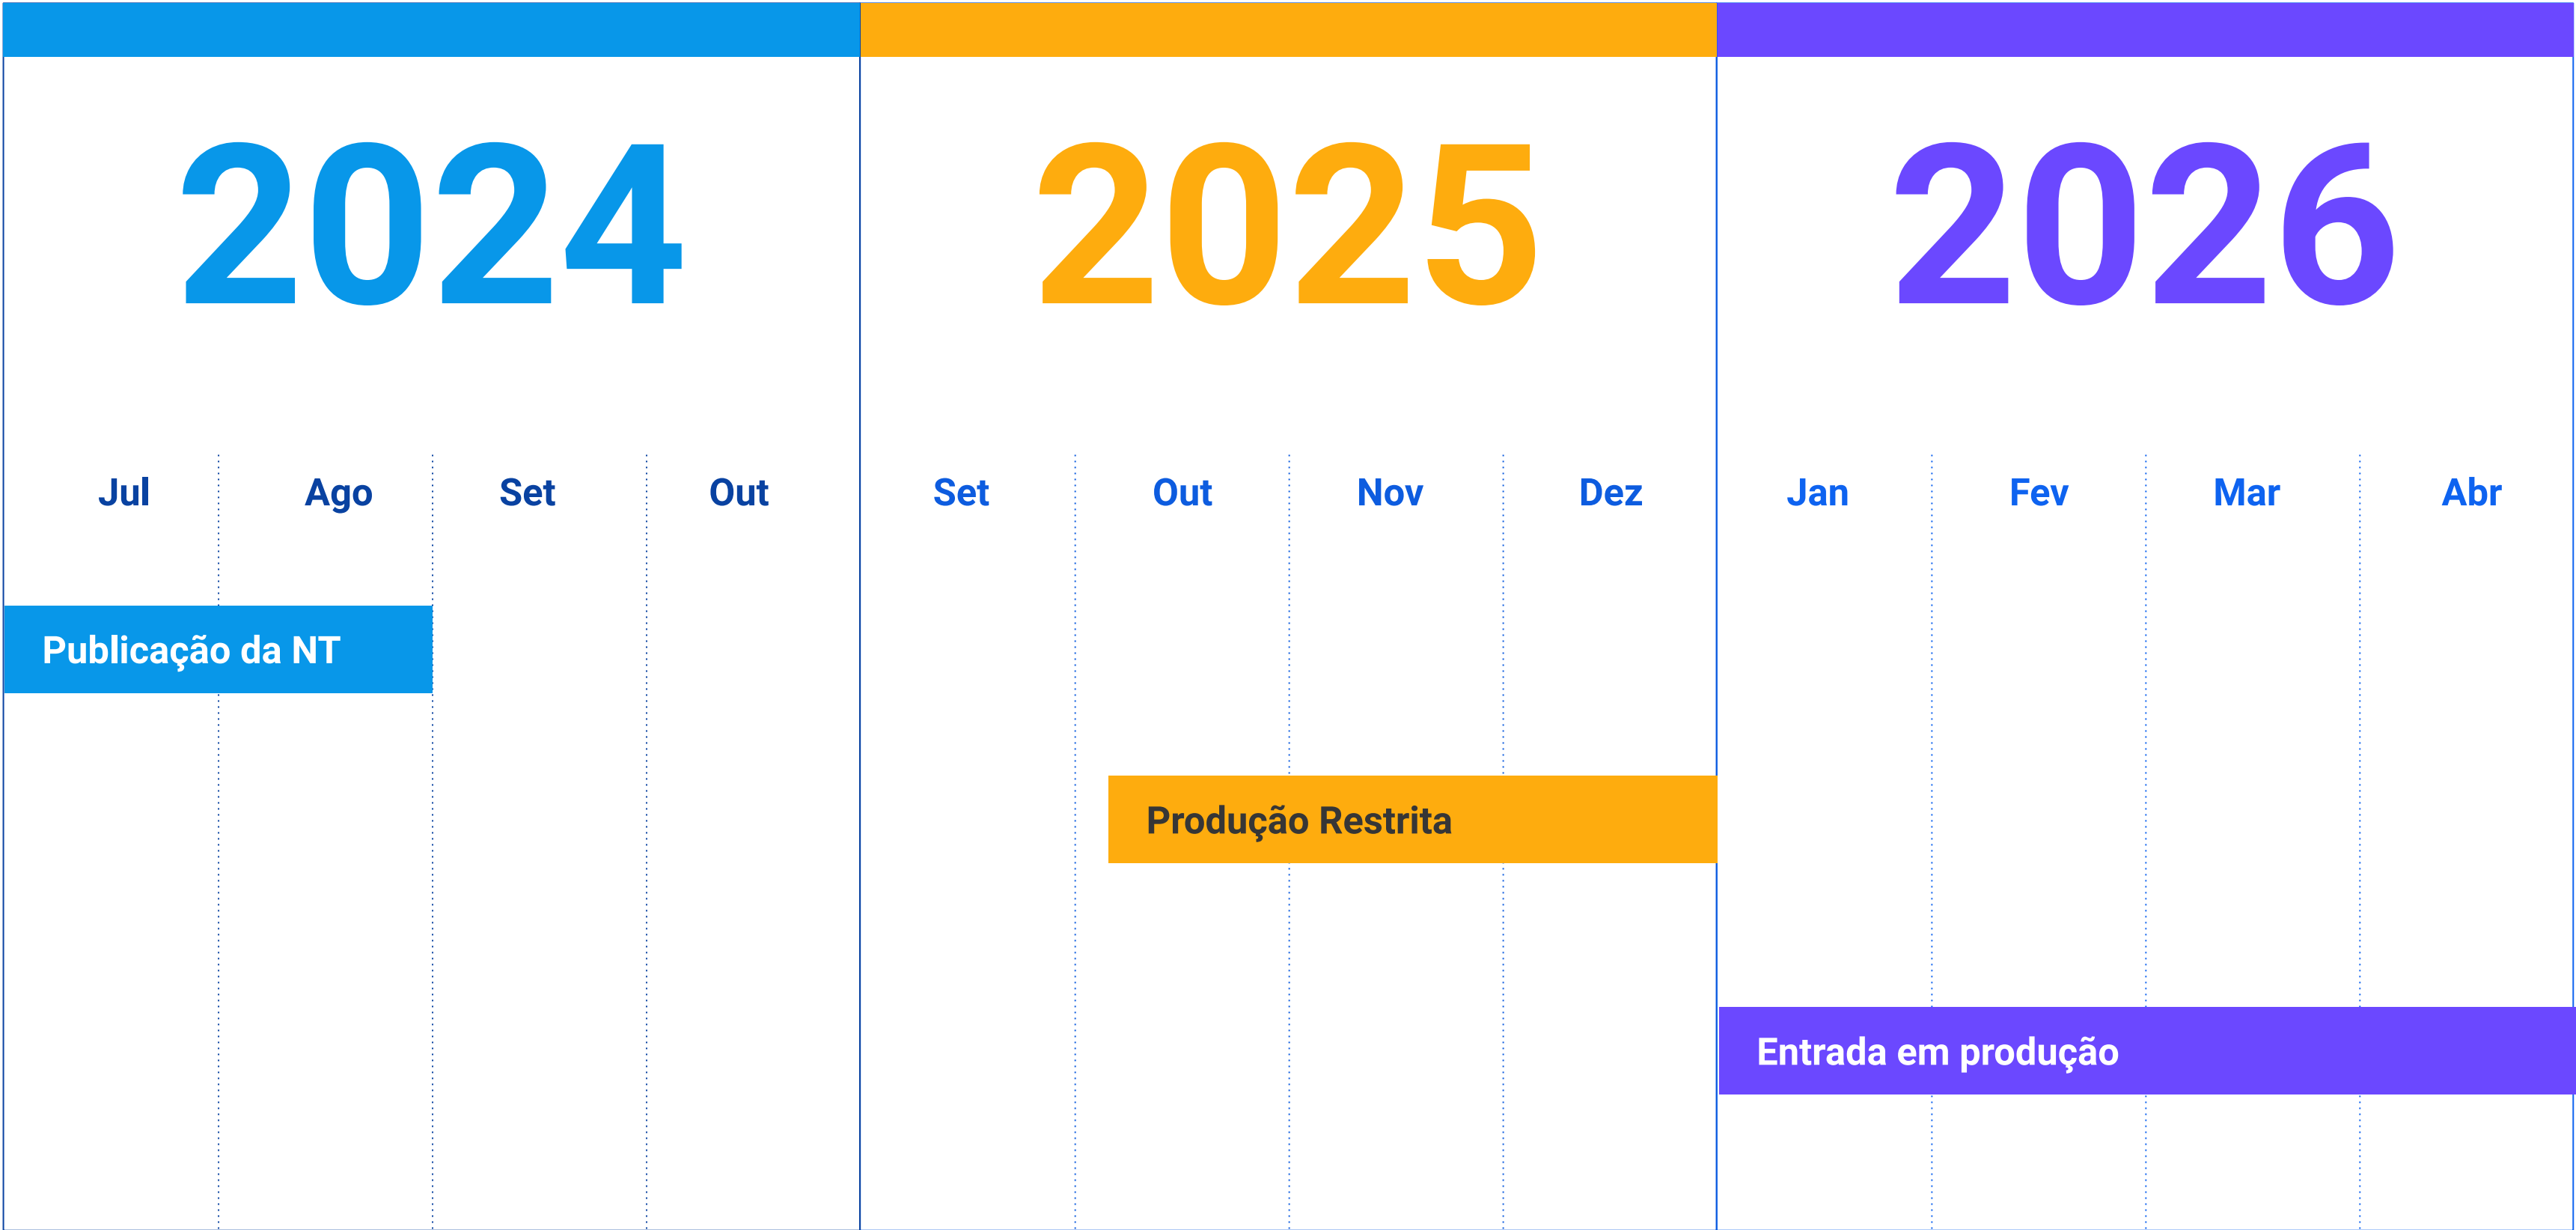 2024 2025 2026
Jul Ago Set Out Set Out Nov Dez Jan Fev Mar Abr
Publicação da NT
Produção Restrita
Entrada em produção